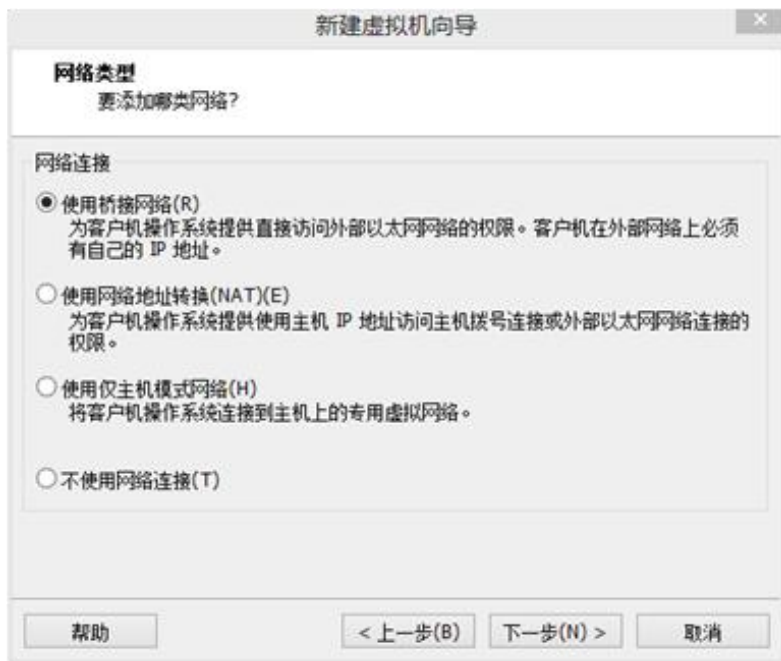 新建虚拟机向导
网络类型
要添加哪类网络?
网络连接
使用桥接网络(R)
为客户机操作系统提供直接访问外部以太网网络的权限。客户机在外部网络上必须
有自己的 IP 地址。
使用网络地址转换(NAT)(E)
为客户机操作系统提供使用主机 IP 地址访问主机拨号连接或外部以太网网络连接的
权限。
使用仅主机模式网络(H)
将客户机操作系统连接到主机上的专用虚拟网络。
不使用网络连接(T)
帮助
< 上一步(B)
下一步(N) >
取消